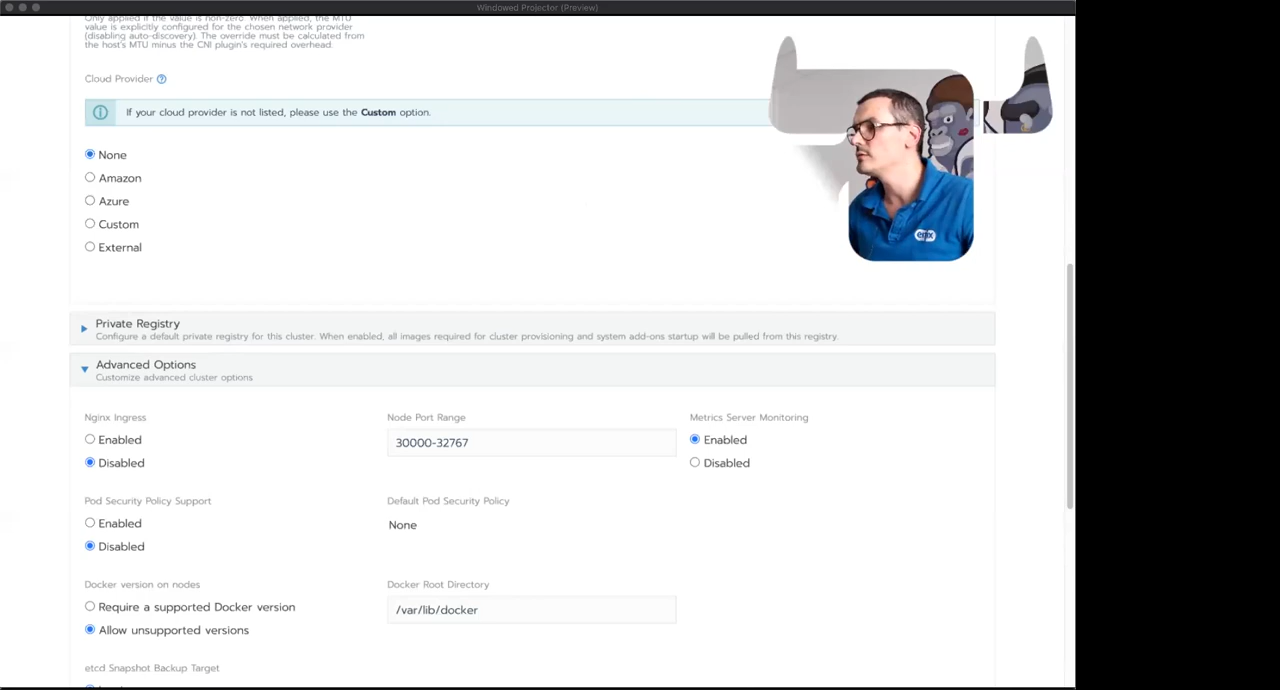 Windowed Projector (Preview)
Only applied if the value is non-zero. When applied, the MTU
value is explicitly configured for the chosen network provider
(disabling auto-discovery). The override must be calculated from
the host's MTU minus the CNI plugin's required overhead.
Cloud Provider
If your cloud provider is not listed, please use the Custom option.
None
Amazon
Azure
Custom
External
enix
Private Registry
Configure a default private registry for this cluster. When enabled, all images required for cluster provisioning and system add-ons startup will be pulled from this registry.
Advanced Options
Customize advanced cluster options
Nginx Ingress
Enabled
Disabled
Node Port Range
30000-32767
Metrics Server Monitoring
Enabled
Disabled
Pod Security Policy Support
Enabled
Disabled
Default Pod Security Policy
None
Docker version on nodes
Require a supported Docker version
Allow unsupported versions
Docker Root Directory
/var/lib/docker
etcd Snapshot Backup Target